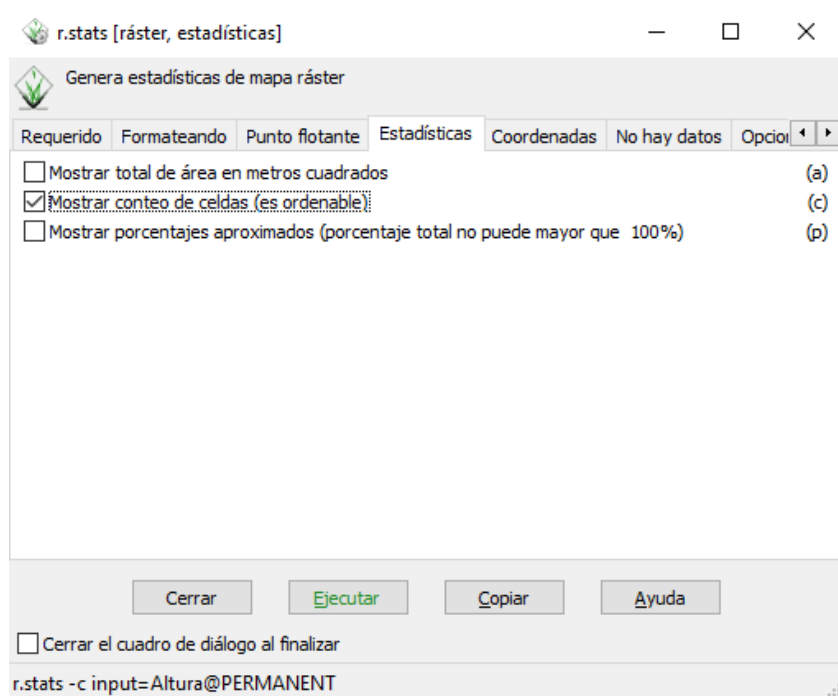 r.stats [ráster, estadísticas]
Genera estadísticas de mapa ráster
Requerido Formateando Punto flotante Estadísticas Coordenadas No hay datos Opcior
Mostrar total de área en metros cuadrados (a)
Mostrar conteo de celdas (es ordenable) (c)
Mostrar porcentajes aproximados (porcentaje total no puede mayor que 100%) (p)
Cerrar Ejecutar Copiar Ayuda
Cerrar el cuadro de diálogo al finalizar
r.stats -c input=Altura@PERMANENT